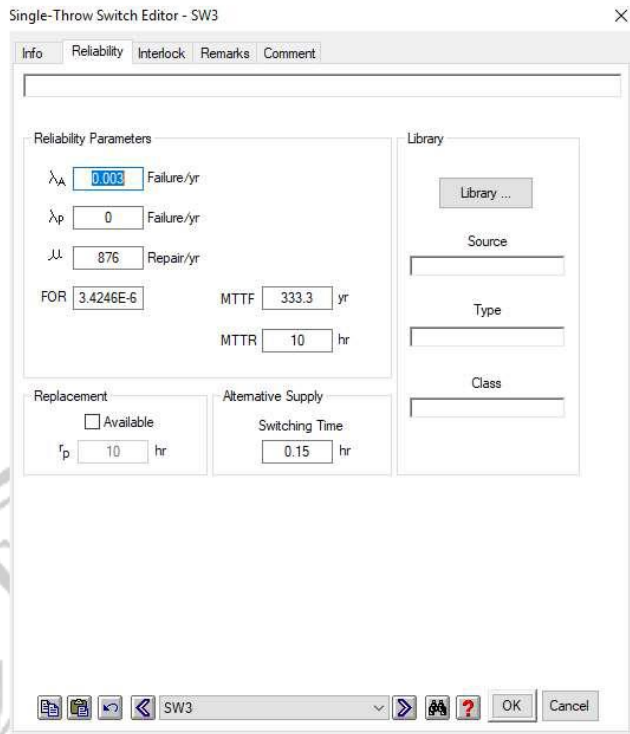 Single-Throw Switch Editor - SW3
Info Reliability Interlock Remarks Comment
Reliability Parameters
λA 0.003 Failure/yr
λP 0 Failure/yr
μ 876 Repair/yr
FOR 3.4246E-6 MTTF 333.3 yr
MTTR 10 hr
Library
Library ...
Source
Type
Class
Replacement
Available
rp 10 hr
Alternative Supply
Switching Time
0.15 hr
SW3 ? OK Cancel